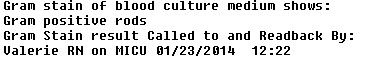 Gram stain of blood culture medium shows:
Gram positive rods
Gram Stain result Called to and Readback By:
Valerie RN on MICU 01/23/2014  12:22